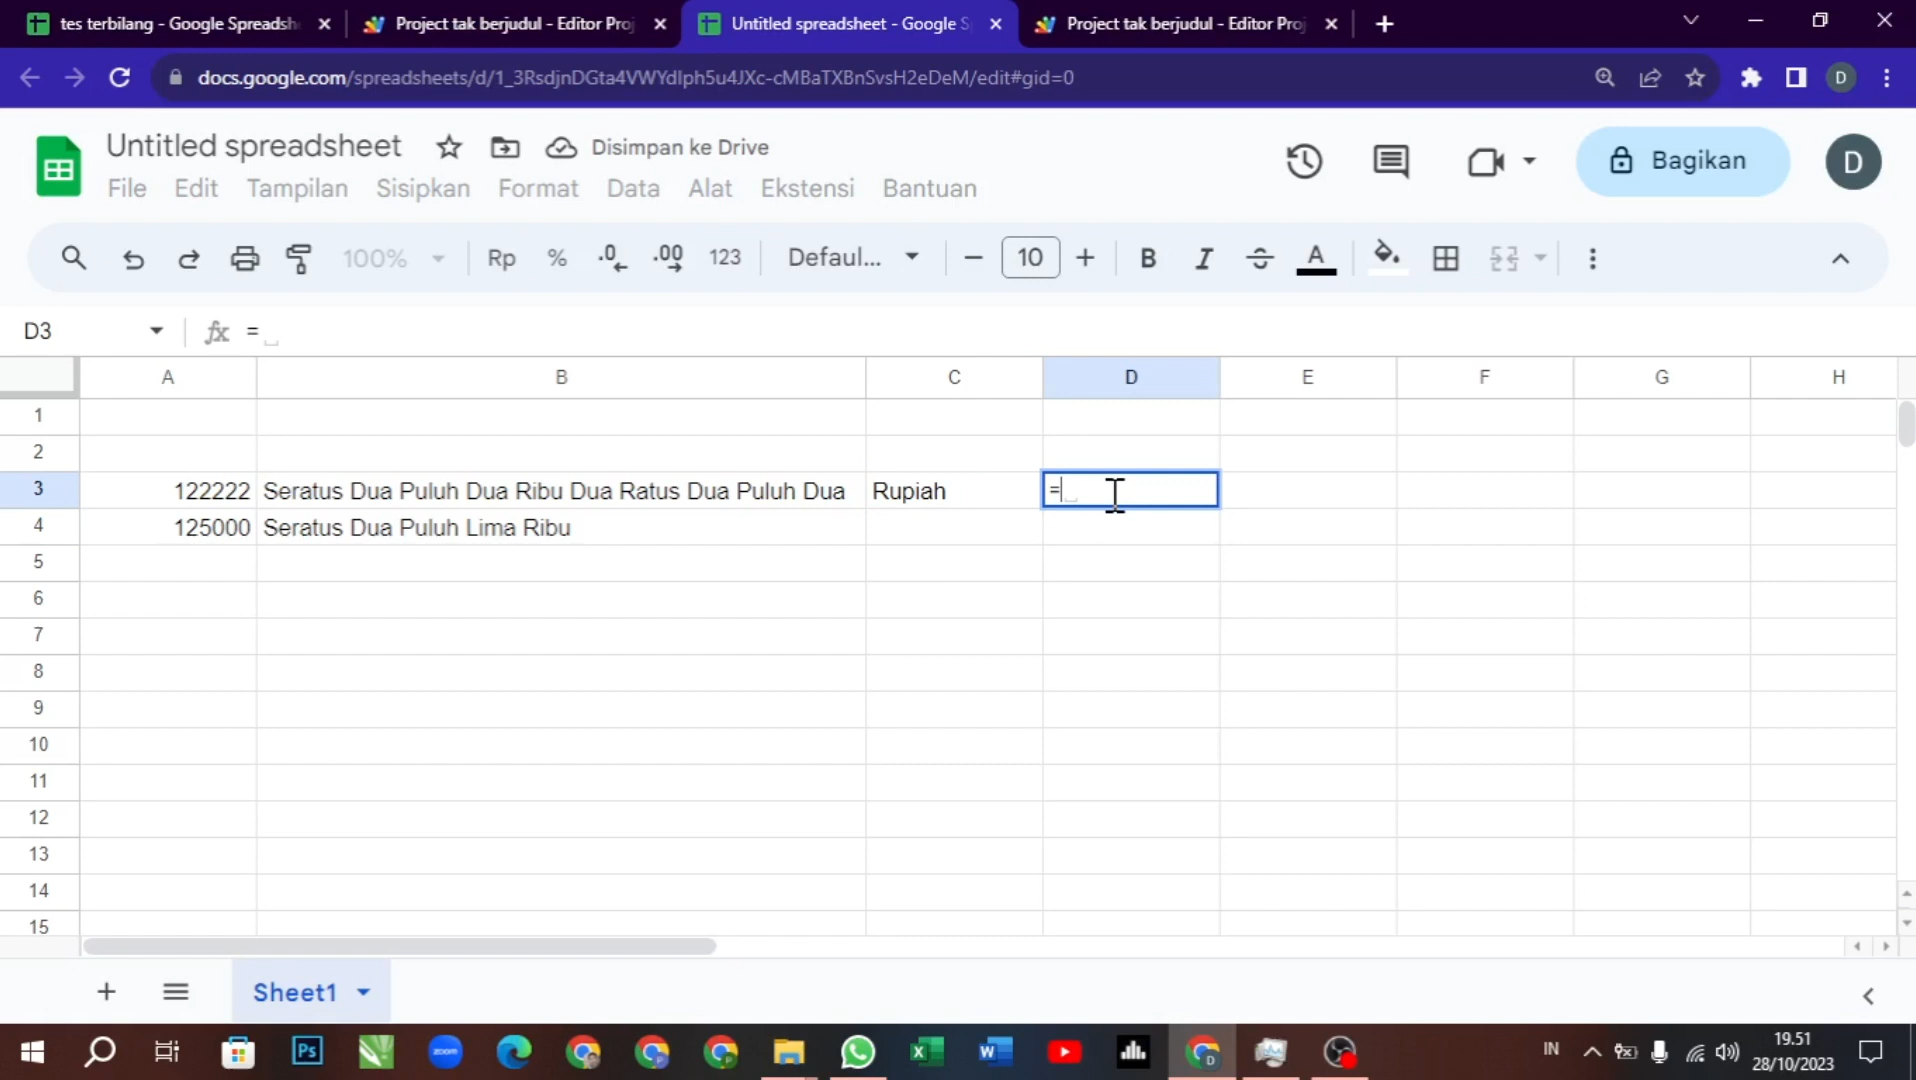 tes terbilang - Google Spreadsh
Project tak berjudul - Editor Proj
Untitled spreadsheet - Google S
Project tak berjudul - Editor Proj
docs.google.com/spreadsheets/d/1_3RsdjnDGta4VWYdlph5u4JXc-cMBaTXBnSvsH2eDeM/edit#gid=0
D
Untitled spreadsheet
Disimpan ke Drive
Bagikan
D
File Edit Tampilan Sisipkan Format Data Alat Ekstensi Bantuan
100% Rp % .0 .00 123 Defaul... 10 B I A
D3 fx =
A B C D E F G H
1
2
3 122222 Seratus Dua Puluh Dua Ribu Dua Ratus Dua Puluh Dua Rupiah =
4 125000 Seratus Dua Puluh Lima Ribu
5
6
7
8
9
10
11
12
13
14
15
Sheet1
Ps zoom X W D IN
19.51
28/10/2023